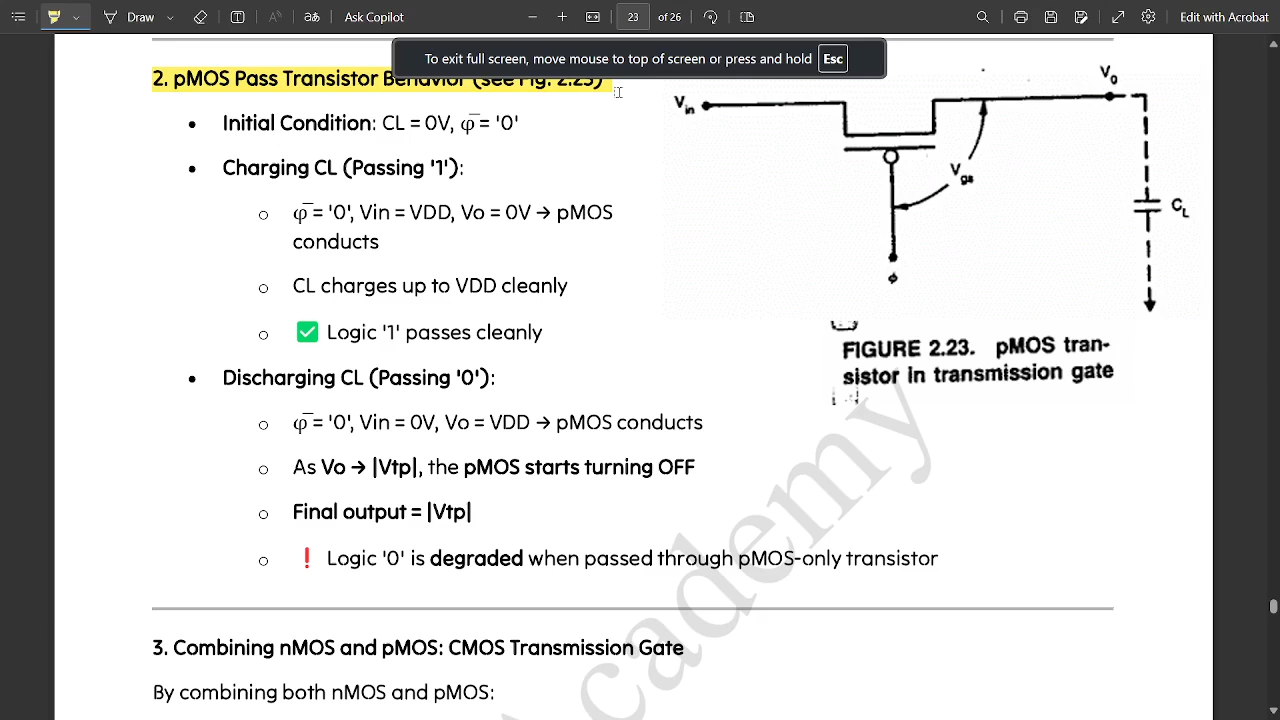 Draw
Ask Copilot
23
of 26
Edit with Acrobat
To exit full screen, move mouse to top of screen or press and hold Esc
2. pMOS Pass Transistor Behavior (see Fig. 2.23)
• Initial Condition: CL = 0V, φ̅ = '0'
• Charging CL (Passing '1'):
○ φ̅ = '0', Vin = VDD, Vo = 0V → pMOS
conducts
○ CL charges up to VDD cleanly
○ ✅ Logic '1' passes cleanly
• Discharging CL (Passing '0'):
○ φ̅ = '0', Vin = 0V, Vo = VDD → pMOS conducts
○ As Vo → |Vtp|, the pMOS starts turning OFF
○ Final output = |Vtp|
○ ❗ Logic '0' is degraded when passed through pMOS-only transistor
Vin
Vo
Vgs
CL
ϕ
FIGURE 2.23. pMOS tran-
sistor in transmission gate
3. Combining nMOS and pMOS: CMOS Transmission Gate
By combining both nMOS and pMOS:
Academy